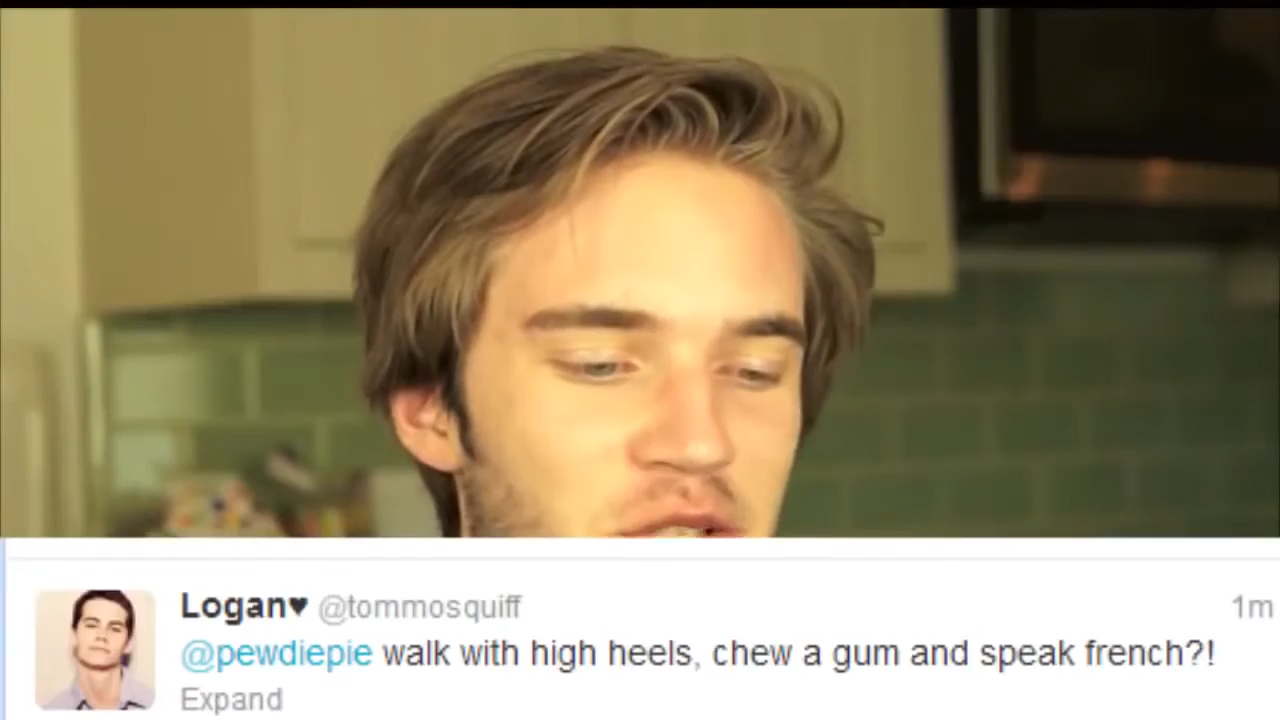 Logan♥ @tommosquiff 1m
@pewdiepie walk with high heels, chew a gum and speak french?!
Expand